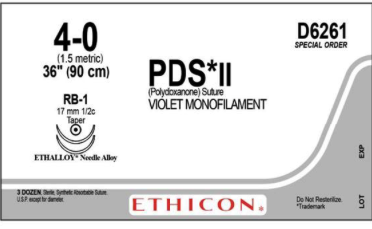 4-0
(1.5 metric)
36" (90 cm)
RB-1
17 mm 1/2c
Taper
ETHALLOY* Needle Alloy
PDS*II
(Polydoxanone) Suture
VIOLET MONOFILAMENT
D6261
SPECIAL ORDER
3 DOZEN, Sterile, Synthetic Absorbable Suture.
U.S.P. except for diameter.
ETHICON®
Do Not Resterilize.
*Trademark
LOT
EXP